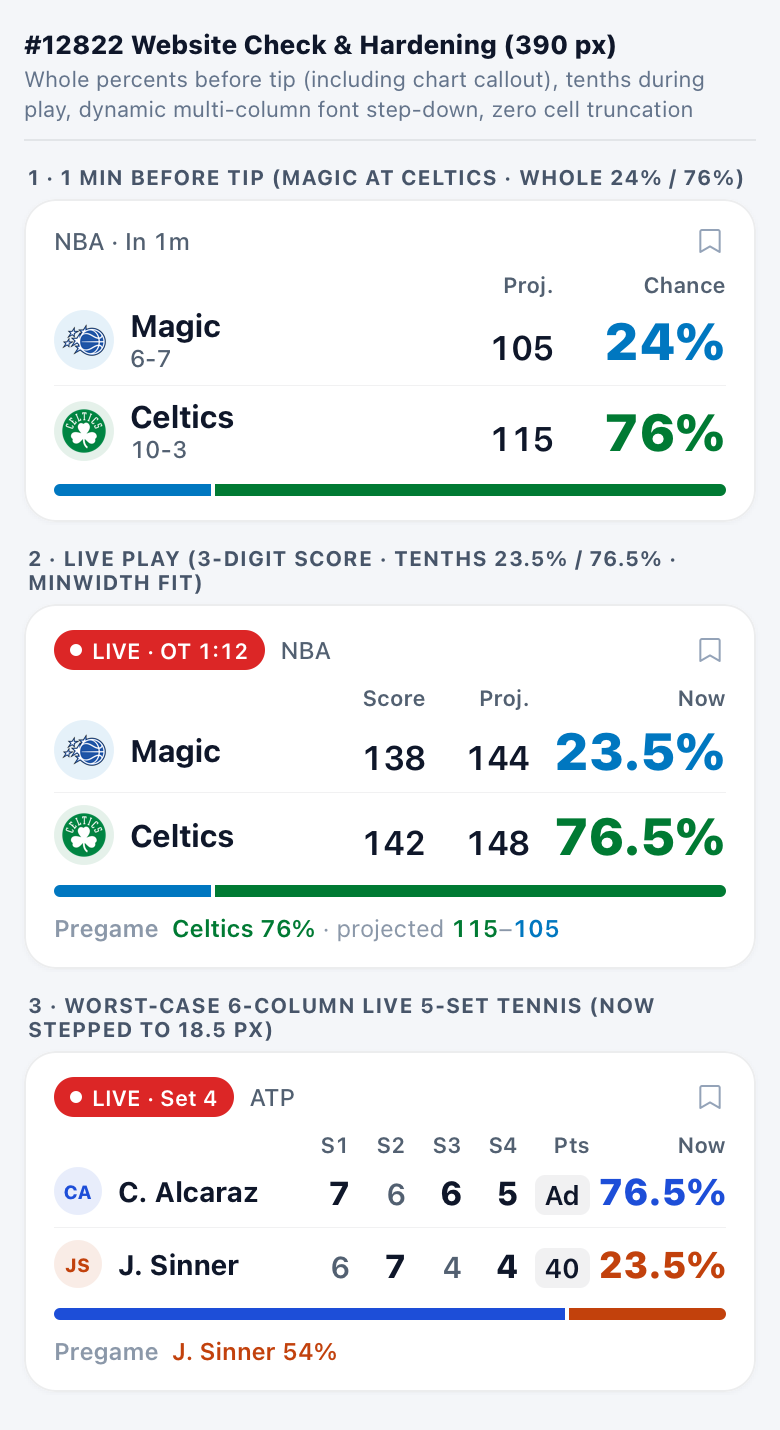 #12822 Website Check & Hardening (390 px)
Whole percents before tip (including chart callout), tenths during
play, dynamic multi-column font step-down, zero cell truncation
1 · 1 MIN BEFORE TIP (MAGIC AT CELTICS · WHOLE 24% / 76%)
NBA · In 1m
Proj. Chance
Magic 105 24%
6-7
CELTICS
Celtics 115 76%
10-3
2 · LIVE PLAY (3-DIGIT SCORE · TENTHS 23.5% / 76.5% ·
MINWIDTH FIT)
LIVE · OT 1:12 NBA
Score Proj. Now
Magic 138 144 23.5%
CELTICS
Celtics 142 148 76.5%
Pregame Celtics 76% · projected 115–105
3 · WORST-CASE 6-COLUMN LIVE 5-SET TENNIS (NOW
STEPPED TO 18.5 PX)
LIVE · Set 4 ATP
S1 S2 S3 S4 Pts Now
CA C. Alcaraz 7 6 6 5 Ad 76.5%
JS J. Sinner 6 7 4 4 40 23.5%
Pregame J. Sinner 54%